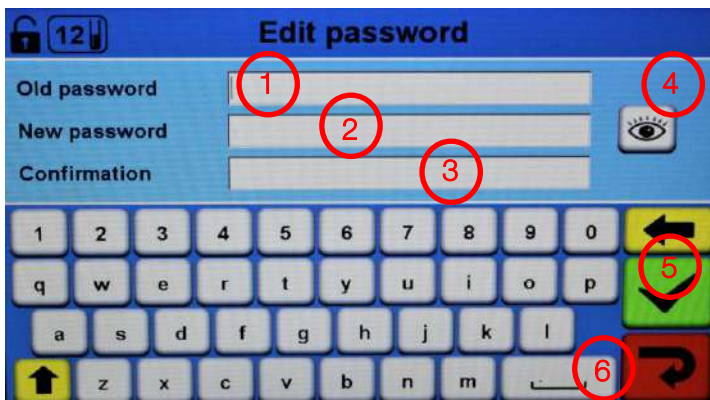 12 Edit password
Old password 1 4
New password 2
Confirmation 3
1 2 3 4 5 6 7 8 9 0
q w e r t y u i o p 5
a s d f g h j k l
z x c v b n m 6